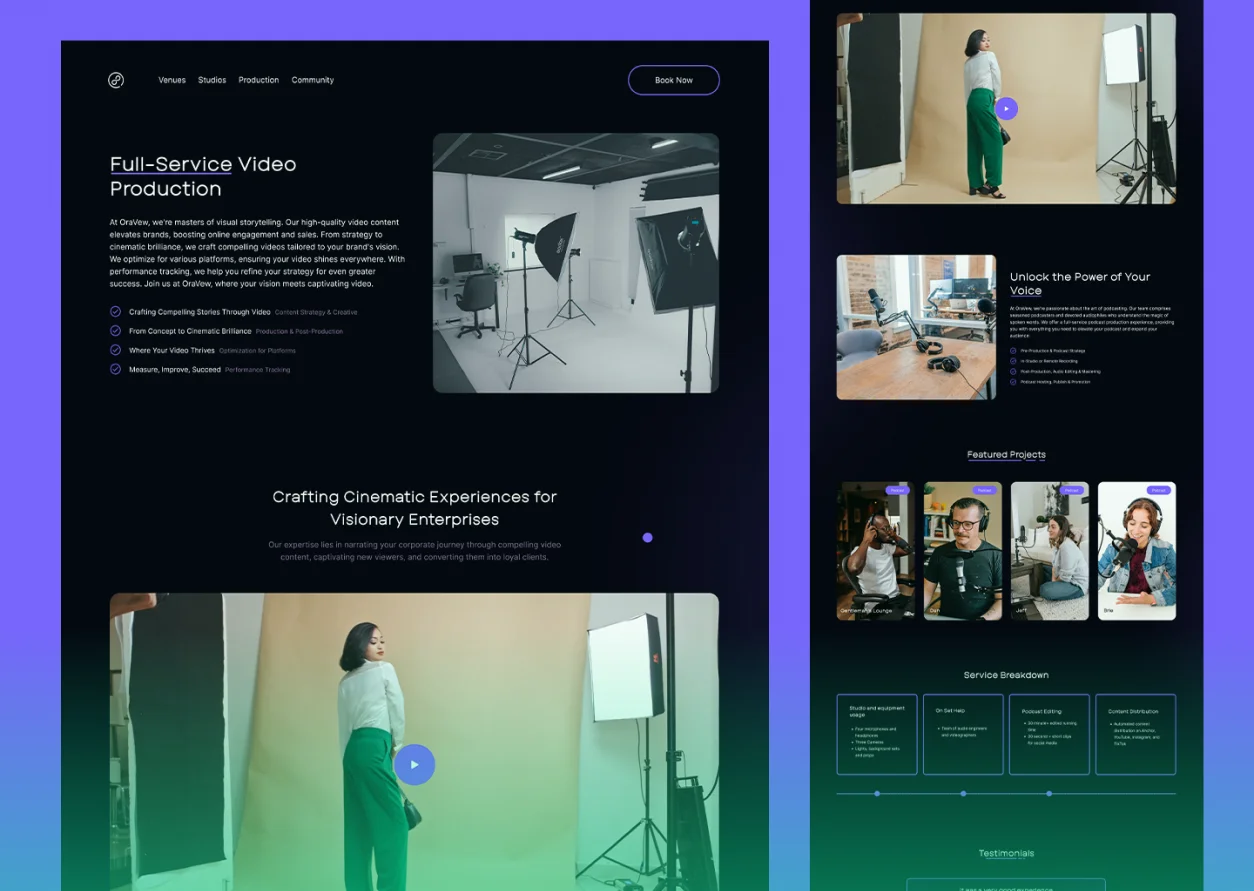 Venues Studios Production Community
Book Now
Full-Service Video
Production
At OraVew, we're masters of visual storytelling. Our high-quality video content
elevates brands, boosting online engagement and sales. From strategy to
cinematic brilliance, we craft compelling videos tailored to your brand's vision.
We optimize for various platforms, ensuring your video shines everywhere. With
performance tracking, we help you refine your strategy for even greater
success. Join us at OraVew, where your vision meets captivating video.
Crafting Compelling Stories Through Video Content Strategy & Creative
From Concept to Cinematic Brilliance Production & Post-Production
Where Your Video Thrives Optimization for Platforms
Measure, Improve, Succeed Performance Tracking
Crafting Cinematic Experiences for
Visionary Enterprises
Our expertise lies in narrating your corporate journey through compelling video
content, captivating new viewers, and converting them into loyal clients.
Unlock the Power of Your
Voice
At OraVew, we're passionate about the art of podcasting. Our team comprises
seasoned podcasters and devoted audiophiles who understand the magic of
spoken words. We offer a full-service podcast production experience, providing
you with everything you need to elevate your podcast and expand your
audience.
Pre-Production & Podcast Strategy
In-Studio or Remote Recording
Post-Production, Audio Editing & Mastering
Podcast Hosting, Publish & Promotion
Featured Projects
Podcast
Podcast
Podcast
Podcast
Gentleman's Lounge
Dan
Jeff
Brie
Service Breakdown
Studio and equipment
usage
Four microphones and
headphones
Three Cameras
Lights, background sets
and props
On Set Help
Team of audio engineers
and videographers
Podcast Editing
30 minute+ edited running
time
30 second + short clips
for social media
Content Distribution
Automated content
distribution on Anchor,
YouTube, Instagram, and
TikTok
Testimonials
It was a very good experience